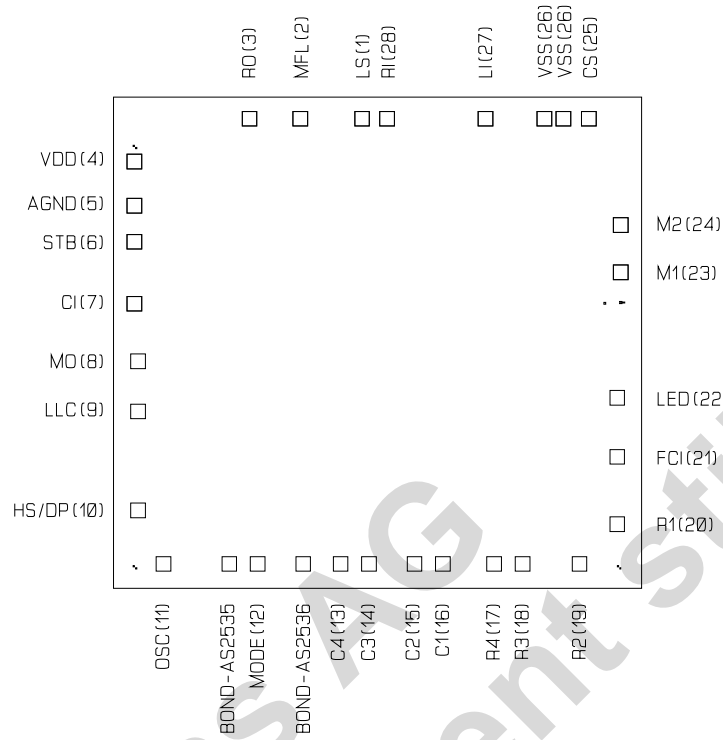 RO(3)
MFL(2)
LS(1)
RI(28)
LI(27)
VSS(26)
VSS(26)
CS(25)
VDD(4)
AGND(5)
STB(6)
CI(7)
MO(8)
LLC(9)
HS/DP(10)
M2(24)
M1(23)
LED(22
FCI(21)
R1(20)
OSC(11)
BOND-AS2535
MODE(12)
BOND-AS2536
C4(13)
C3(14)
C2(15)
C1(16)
R4(17)
R3(18)
R2(19)
AG